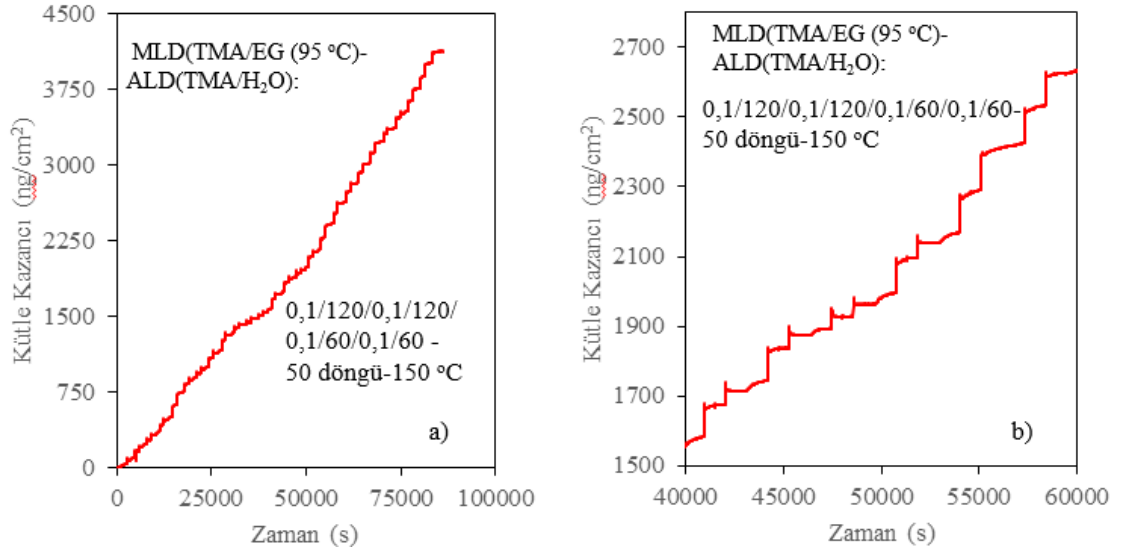 4500
3750
3000
2250
1500
750
0
Kütle Kazancı (ng/cm²)
MLD(TMA/EG (95 °C)-
ALD(TMA/H₂O):
0,1/120/0,1/120/
0,1/60/0,1/60 -
50 döngü-150 °C
a)
0 25000 50000 75000 100000
Zaman (s)
2700
2500
2300
2100
1900
1700
1500
Kütle Kazancı (ng/cm²)
MLD(TMA/EG (95 °C)-
ALD(TMA/H₂O):
0,1/120/0,1/120/0,1/60/0,1/60-
50 döngü-150 °C
b)
40000 45000 50000 55000 60000
Zaman (s)